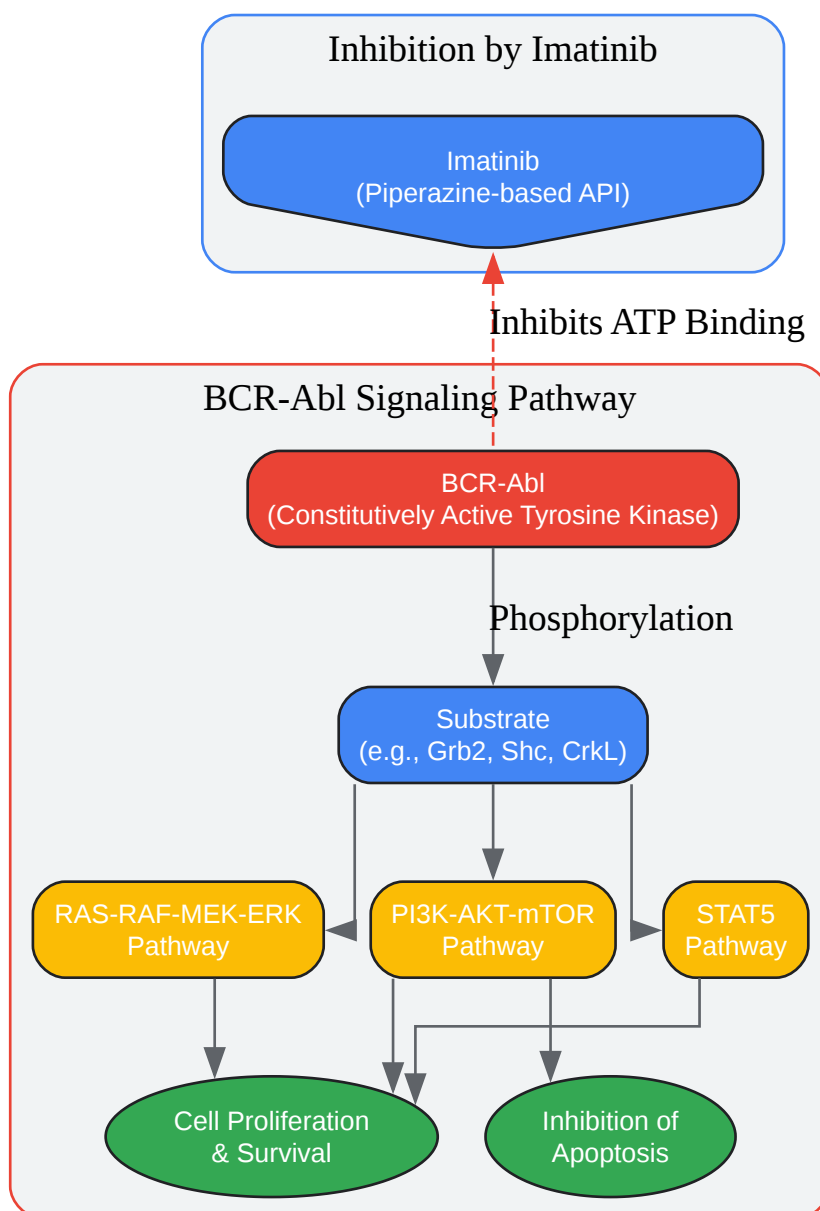 Inhibition by Imatinib
Imatinib
(Piperazine-based API)
Inhibits ATP Binding
BCR-Abl Signaling Pathway
BCR-Abl
(Constitutively Active Tyrosine Kinase)
Phosphorylation
Substrate
(e.g., Grb2, Shc, CrkL)
RAS-RAF-MEK-ERK
Pathway
PI3K-AKT-mTOR
Pathway
STAT5
Pathway
Cell Proliferation
& Survival
Inhibition of
Apoptosis